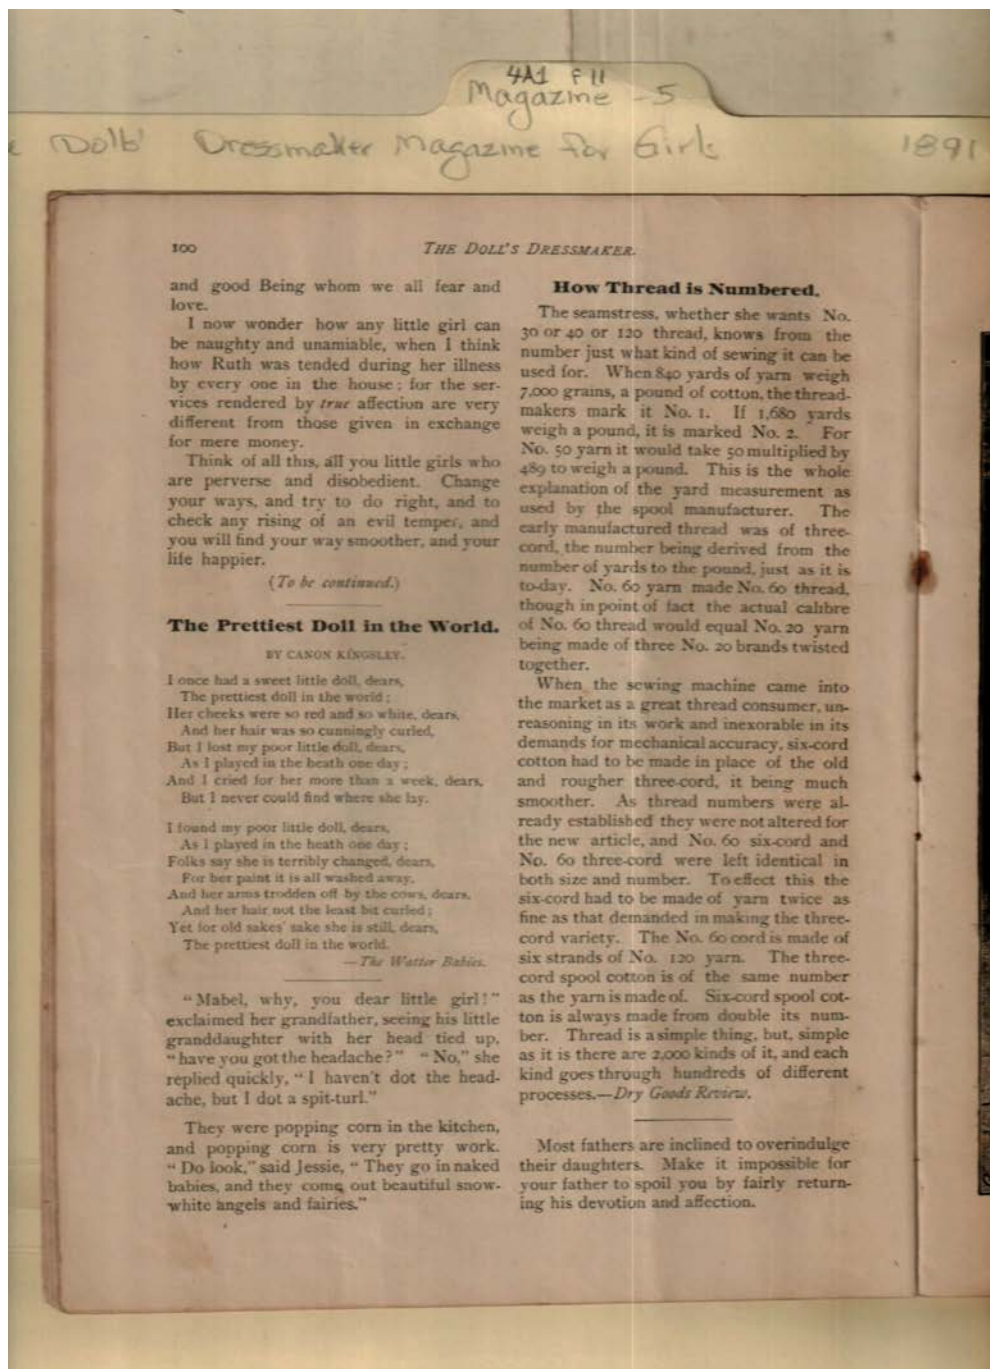 4A1 F11
Magazine - 5
Dolls' Dressmaker Magazine for Girls 1891
100
THE DOLL'S DRESSMAKER.
and good Being whom we all fear and
love.
I now wonder how any little girl can
be naughty and unamiable, when I think
how Ruth was tended during her illness
by every one in the house; for the ser-
vices rendered by true affection are very
different from those given in exchange
for mere money.
Think of all this, all you little girls who
are perverse and disobedient. Change
your ways, and try to do right, and to
check any rising of an evil temper, and
you will find your way smoother, and your
life happier.
(To be continued.)
The Prettiest Doll in the World.
BY CANON KINGSLEY.
I once had a sweet little doll, dears,
The prettiest doll in the world;
Her cheeks were so red and so white, dears,
And her hair was so cunningly curled,
But I lost my poor little doll, dears,
As I played in the heath one day;
And I cried for her more than a week, dears,
But I never could find where she lay.
I found my poor little doll, dears,
As I played in the heath one day;
Folks say she is terribly changed, dears,
For her paint it is all washed away,
And her arms trodden off by the cows, dears,
And her hair not the least bit curled;
Yet for old sakes' sake she is still, dears,
The prettiest doll in the world.
—The Watter Babies.
"Mabel, why, you dear little girl!"
exclaimed her grandfather, seeing his little
granddaughter with her head tied up,
"have you got the headache?" "No," she
replied quickly, "I haven't dot the head-
ache, but I dot a spit-turl."
They were popping corn in the kitchen,
and popping corn is very pretty work.
"Do look," said Jessie, "They go in naked
babies, and they come out beautiful snow-
white angels and fairies."
How Thread is Numbered.
The seamstress, whether she wants No.
30 or 40 or 120 thread, knows from the
number just what kind of sewing it can be
used for. When 840 yards of yarn weigh
7,000 grains, a pound of cotton, the thread-
makers mark it No. 1. If 1,680 yards
weigh a pound, it is marked No. 2. For
No. 50 yarn it would take 50 multiplied by
489 to weigh a pound. This is the whole
explanation of the yard measurement as
used by the spool manufacturer. The
early manufactured thread was of three-
cord, the number being derived from the
number of yards to the pound, just as it is
to-day. No. 60 yarn made No. 60 thread,
though in point of fact the actual calibre
of No. 60 thread would equal No. 20 yarn
being made of three No. 20 brands twisted
together.
When the sewing machine came into
the market as a great thread consumer, un-
reasoning in its work and inexorable in its
demands for mechanical accuracy, six-cord
cotton had to be made in place of the old
and rougher three-cord, it being much
smoother. As thread numbers were al-
ready established they were not altered for
the new article, and No. 60 six-cord and
No. 60 three-cord were left identical in
both size and number. To effect this the
six-cord had to be made of yarn twice as
fine as that demanded in making the three-
cord variety. The No. 60 cord is made of
six strands of No. 120 yarn. The three-
cord spool cotton is of the same number
as the yarn is made of. Six-cord spool cot-
ton is always made from double its num-
ber. Thread is a simple thing, but, simple
as it is there are 2,000 kinds of it, and each
kind goes through hundreds of different
processes.—Dry Goods Review.
Most fathers are inclined to overindulge
their daughters. Make it impossible for
your father to spoil you by fairly return-
ing his devotion and affection.